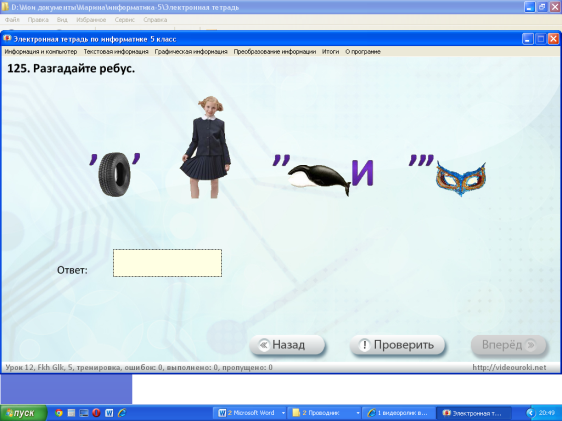 D:\Мои документы\Марина\информатика-5\Электронная тетрадь
Файл Правка Вид Избранное Сервис Справка
Электронная тетрадь по информатике 5 класс
Информация и компьютер Текстовая информация Графическая информация Преобразование информации Итоги О программе
125. Разгадайте ребус.
, , ,, И ,,,
Ответ:
Назад Проверить Вперёд
Урок 12, Fkh Glk, 5, тренировка, ошибок: 0, выполнено: 0, пропущено: 0 http://videouroki.net
пуск 2 Microsoft Word 2 Проводник 1 видеоролик в... Электронная т... 20:49